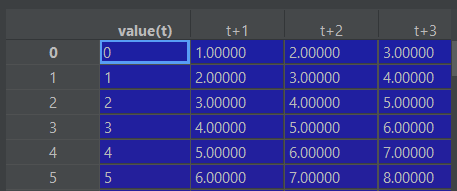 value(t) t+1 t+2 t+3
0 0 1.00000 2.00000 3.00000
1 1 2.00000 3.00000 4.00000
2 2 3.00000 4.00000 5.00000
3 3 4.00000 5.00000 6.00000
4 4 5.00000 6.00000 7.00000
5 5 6.00000 7.00000 8.00000